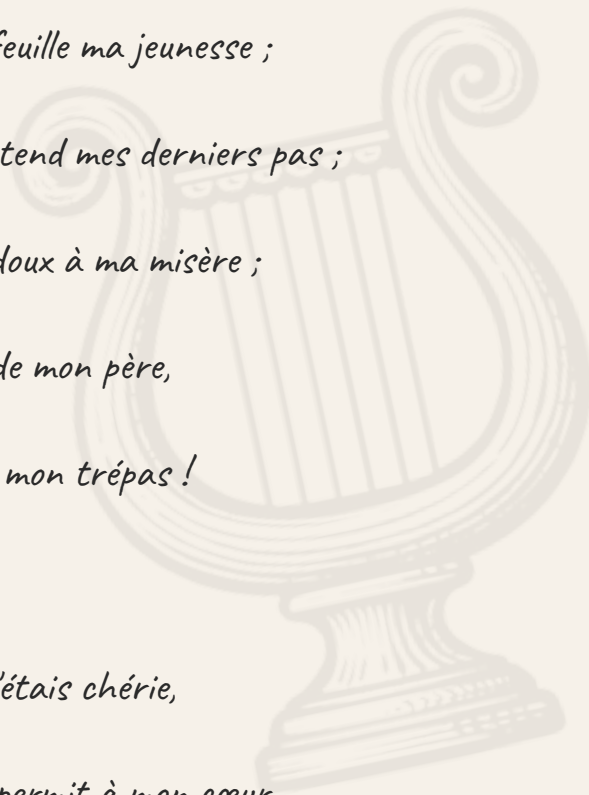 feuille ma jeunesse ;
tend mes derniers pas ;
doux à ma misère ;
de mon père,
mon trépas !
étais chérie,
permit à mon cœur